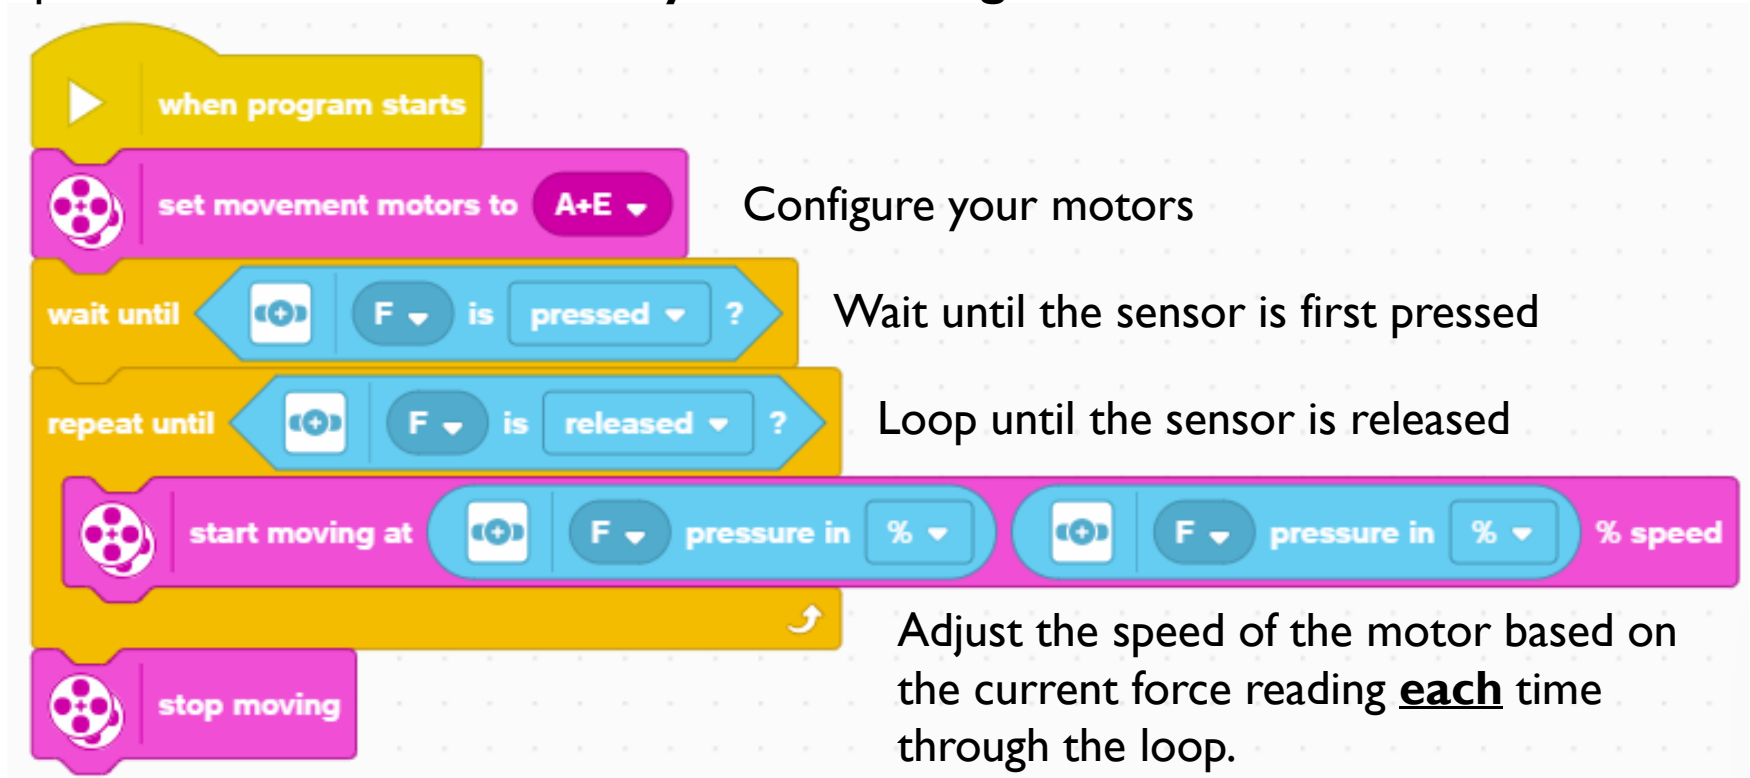 when program starts
set movement motors to A+E
Configure your motors
wait until F is pressed ?
Wait until the sensor is first pressed
repeat until F is released ?
Loop until the sensor is released
start moving at F pressure in % F pressure in % % speed
Adjust the speed of the motor based on
the current force reading each time
through the loop.
stop moving